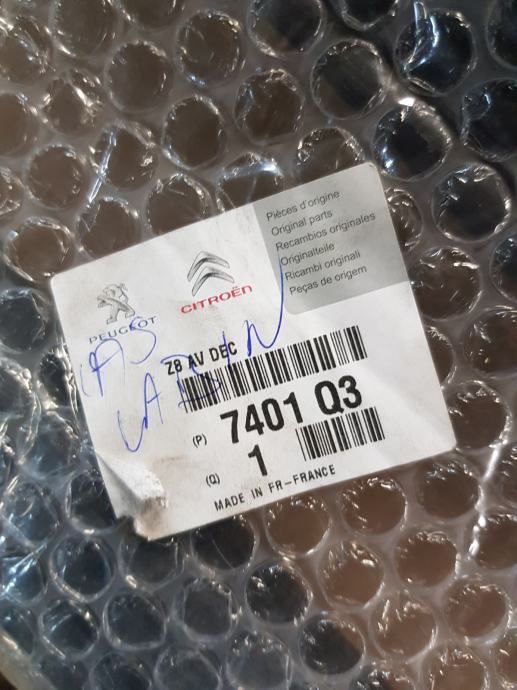 Pièces d'origine
Original parts
Recambios originales
Originalteile
Ricambi originali
Peças de origem
PEUGEOT
CITROËN
Z8 AV DEC
(P) 7401 Q3
(Q) 1
MADE IN FR-FRANCE